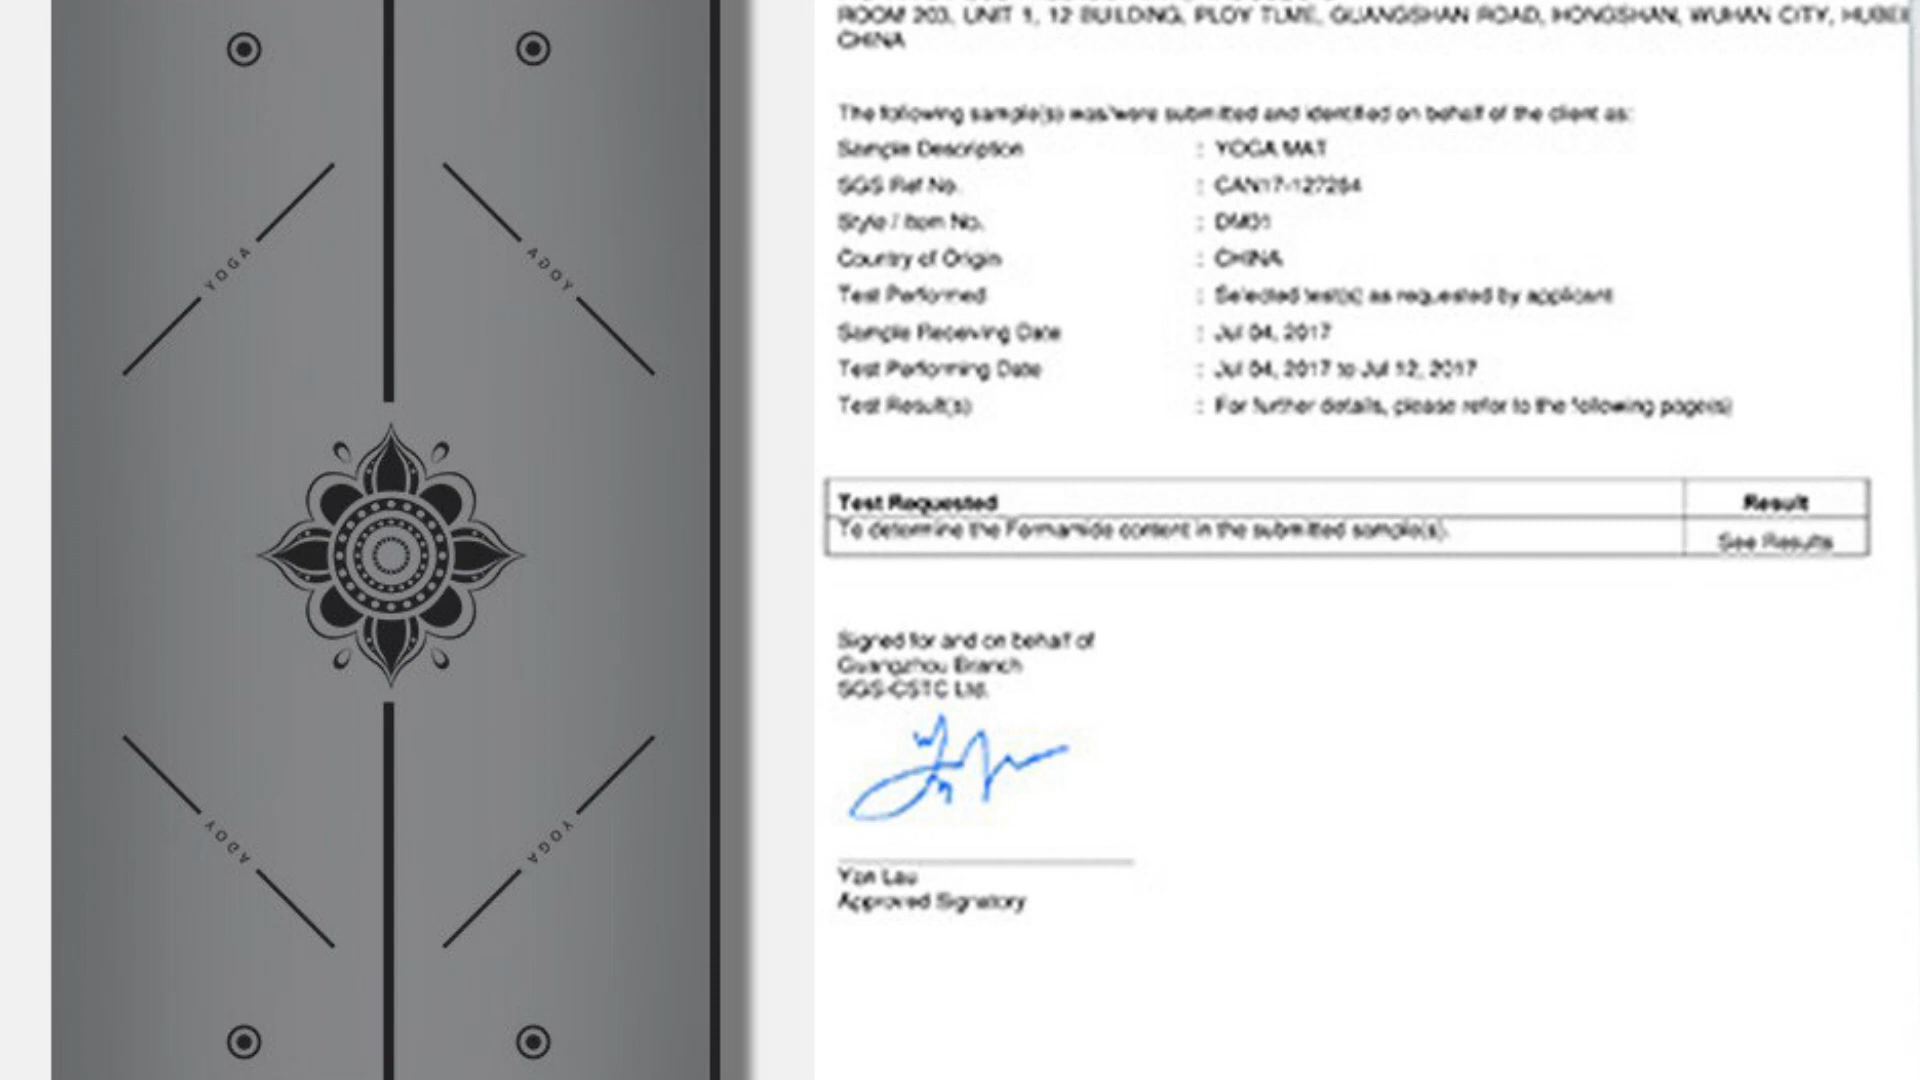 YOGA
YOGA
YOGA
YOGA
ROOM 203, UNIT 1, 12 BUILDING, PLOY TLME, GUANGSHAN ROAD, HONGSHAN, WUHAN CITY, HUBEI
CHINA
The following sample(s) was/were submitted and identified on behalf of the client as:
Sample Description : YOGA MAT
SGS Ref No. : CAN17-127264
Style / Item No. : DM01
Country of Origin : CHINA
Test Performed : Selected test(s) as requested by applicant
Sample Receiving Date : Jul 04, 2017
Test Performing Date : Jul 04, 2017 to Jul 12, 2017
Test Result(s) : For further details, please refer to the following page(s)
Test Requested Result
To determine the Formamide content in the submitted sample(s). See Results
Signed for and on behalf of
Guangzhou Branch
SGS-CSTC Ltd.
Yan Lau
Approved Signatory